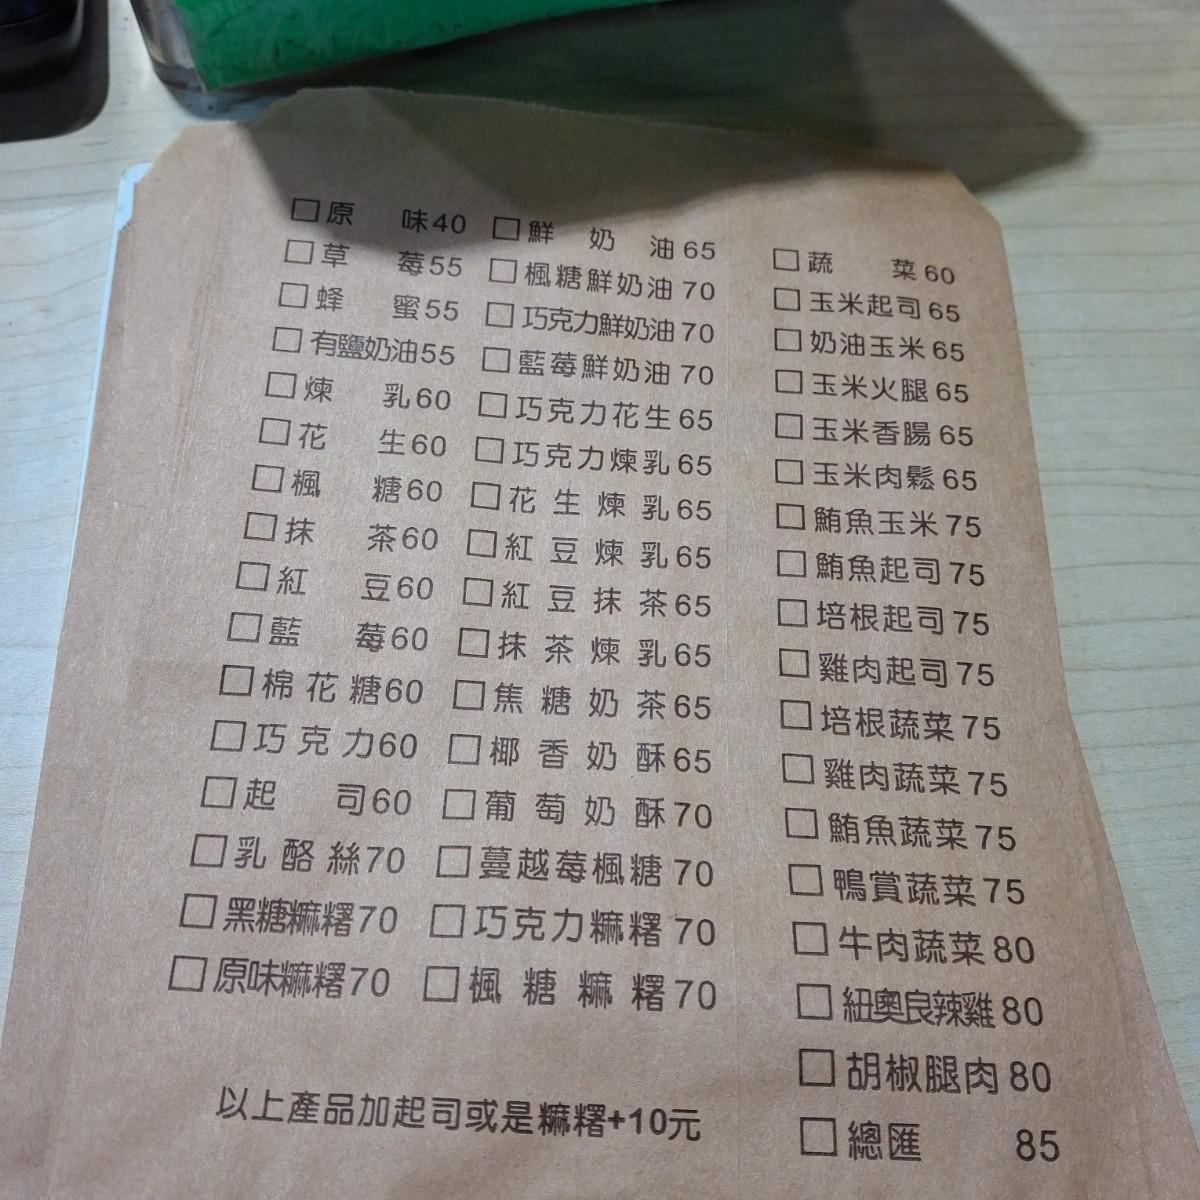 □原味40
□草莓55
□蜂蜜55
□有鹽奶油55
□煉乳60
□花生60
□楓糖60
□抹茶60
□紅豆60
□藍莓60
□棉花糖60
□巧克力60
□起司60
□乳酪絲70
□黑糖糜糬70
□原味糜糬70
□鮮奶油65
□楓糖鮮奶油70
□巧克力鮮奶油70
□藍莓鮮奶油70
□巧克力花生65
□巧克力煉乳65
□花生煉乳65
□紅豆煉乳65
□紅豆抹茶65
□抹茶煉乳65
□焦糖奶茶65
□椰香奶酥65
□葡萄奶酥70
□蔓越莓楓糖70
□巧克力糜糬70
□楓糖糜糬70
以上產品加起司或是糜糬+10元
□蔬菜60
□玉米起司65
□奶油玉米65
□玉米火腿65
□玉米香腸65
□玉米肉鬆65
□鮪魚玉米75
□鮪魚起司75
□培根起司75
□雞肉起司75
□培根蔬菜75
□雞肉蔬菜75
□鮪魚蔬菜75
□鴨賞蔬菜75
□牛肉蔬菜80
□紐奧良辣雞80
□胡椒腿肉80
□總匯85